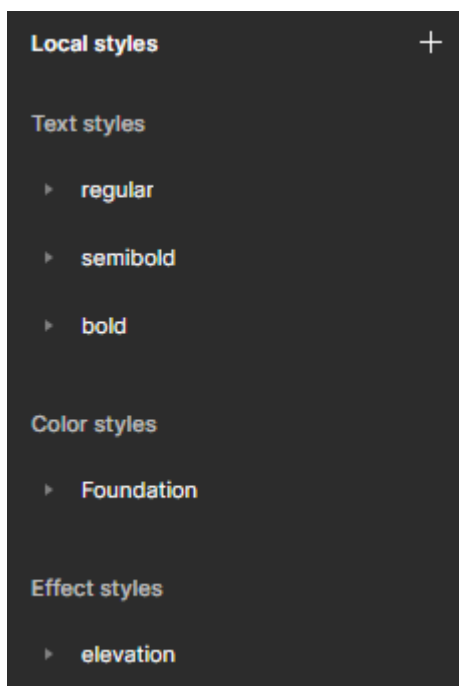 Local styles
Text styles
regular
semibold
bold
Color styles
Foundation
Effect styles
elevation